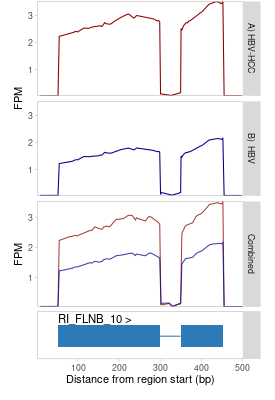 3
2
1
A) HBV-HCC
FPM
3
2
1
B) HBV
3
2
1
FPM
Combined
RI_FLNB_10 >
100 200 300 400 500
Distance from region start (bp)